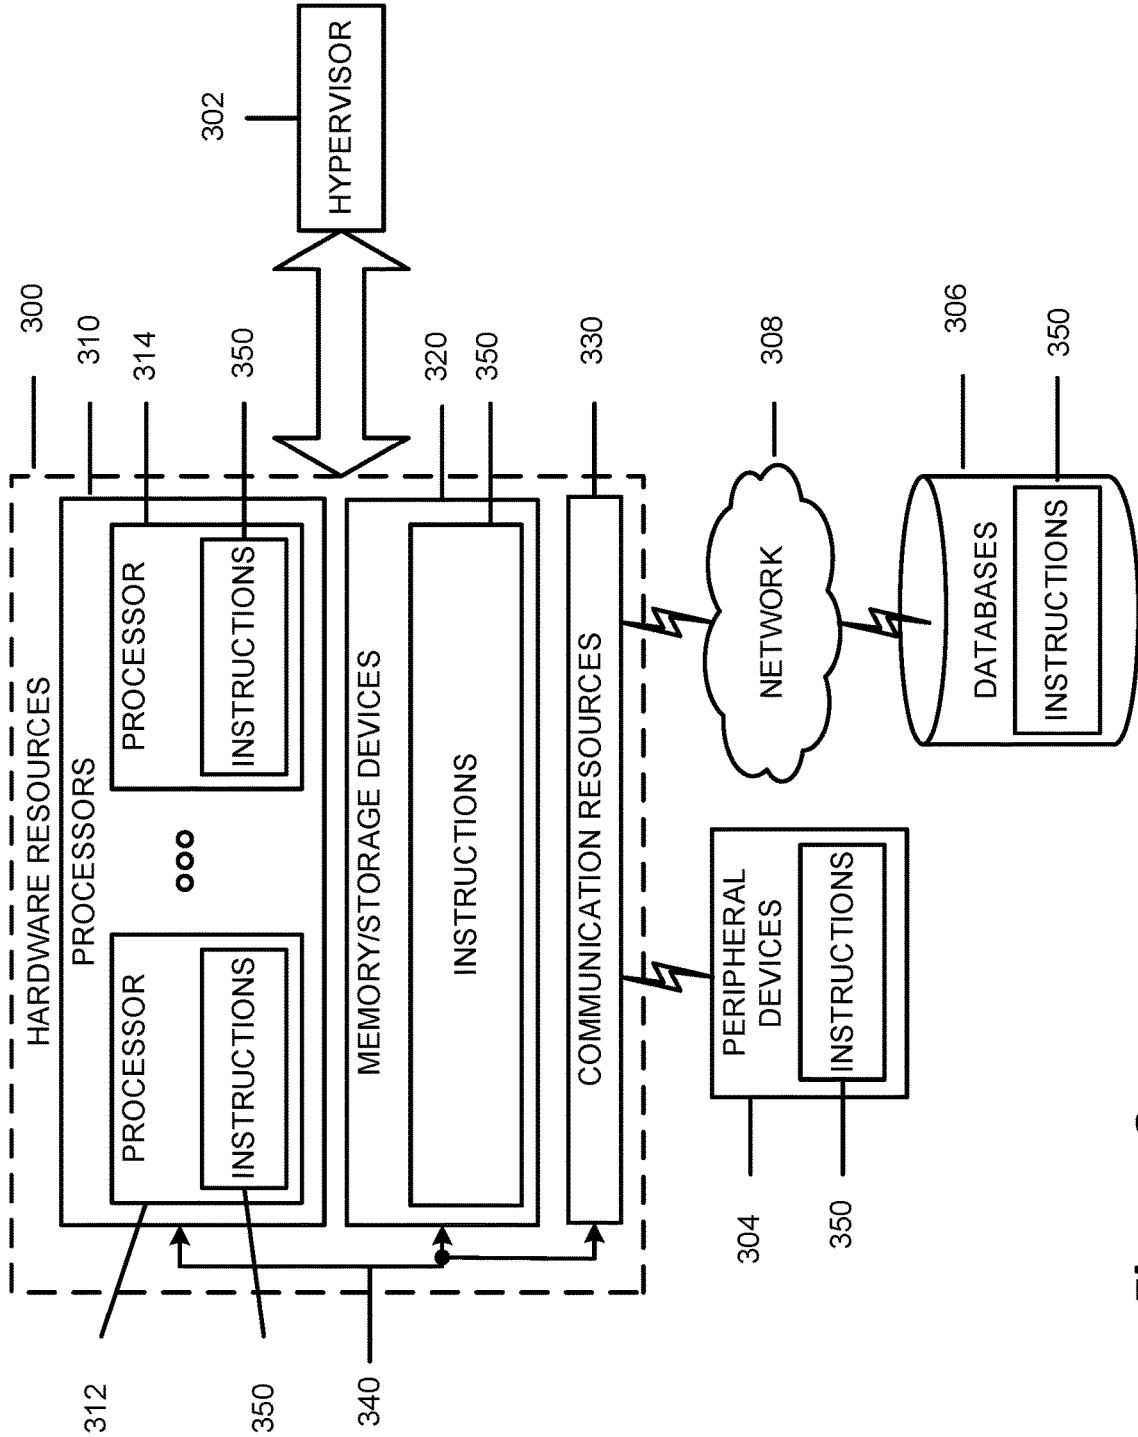 HARDWARE RESOURCES
300
PROCESSORS
310
312
PROCESSOR
PROCESSOR
314
302
350
INSTRUCTIONS
INSTRUCTIONS
350
HYPERVISOR
340
MEMORY/STORAGE DEVICES
320
INSTRUCTIONS
350
COMMUNICATION RESOURCES
330
304
PERIPHERAL
DEVICES
350
INSTRUCTIONS
NETWORK
308
DATABASES
306
INSTRUCTIONS
350